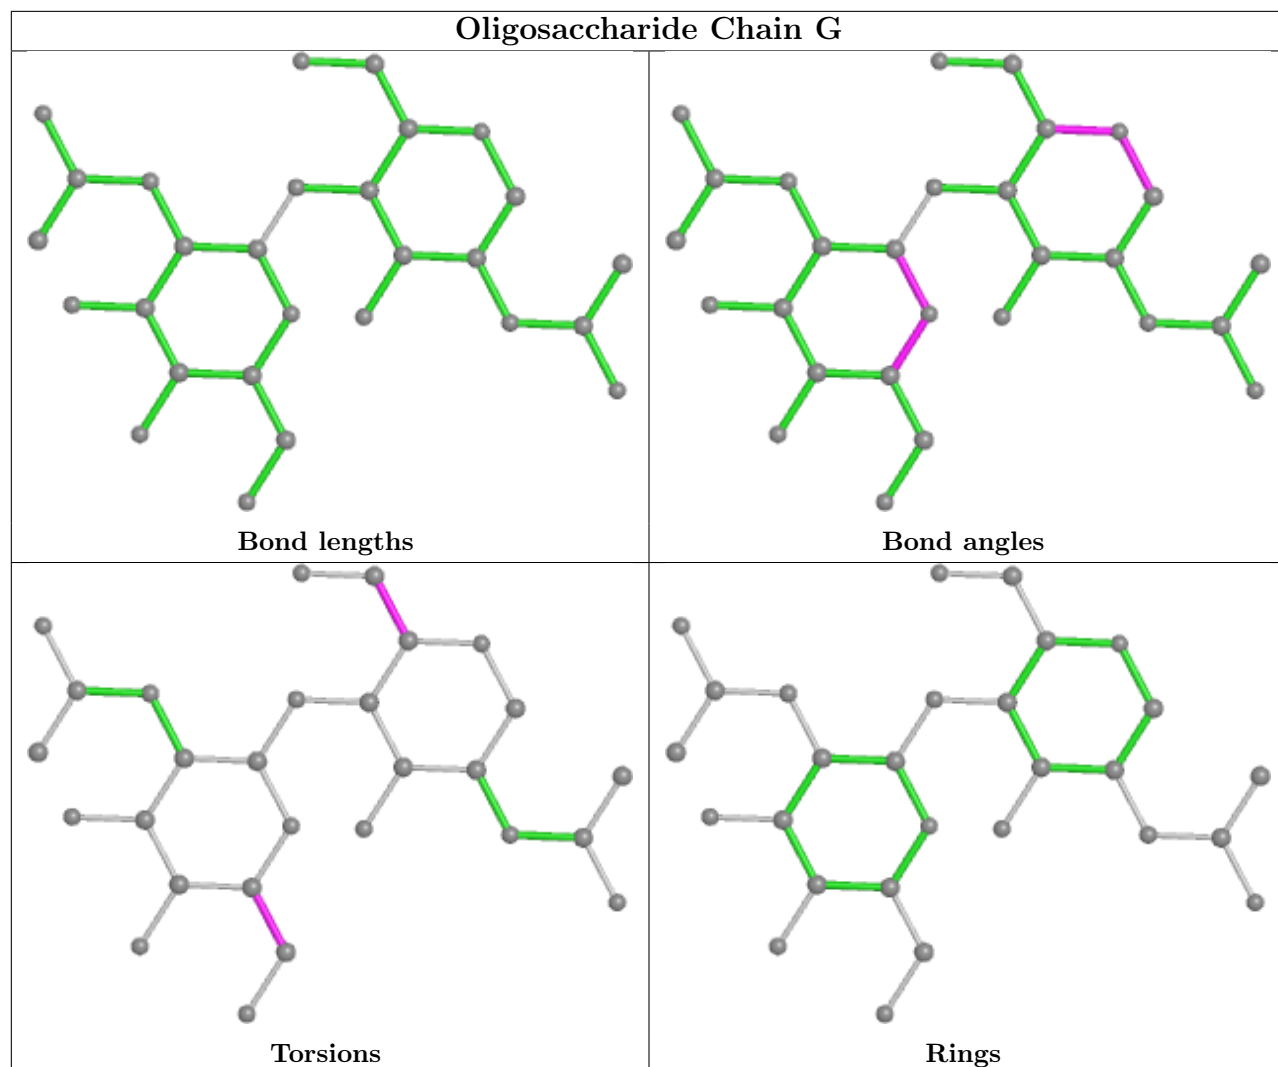 Oligosaccharide Chain G
Bond lengths
Bond angles
Torsions
Rings